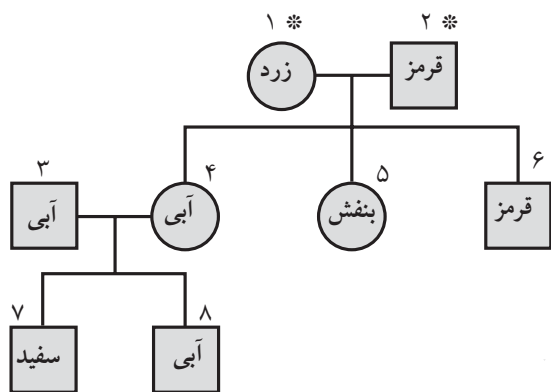 ۱ * ۲ *
زرد قرمز
۳ ۴ ۵ ۶
آبی آبی بنفش قرمز
۷ ۸
سفید آبی